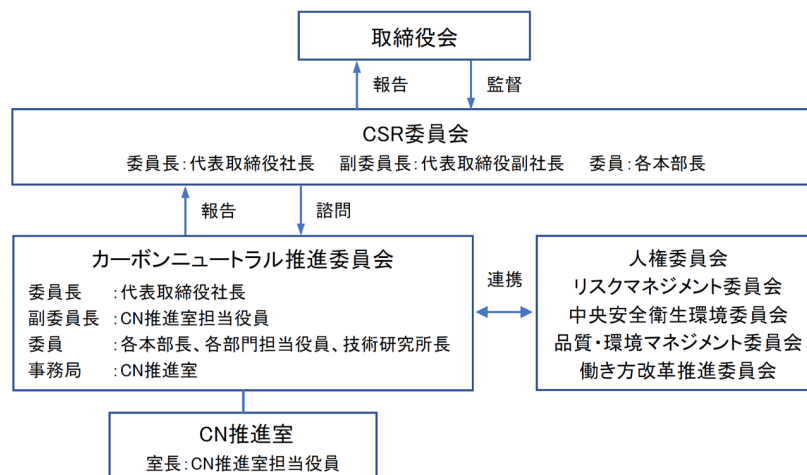 取締役会
報告
監督
CSR委員会
委員長:代表取締役社長 副委員長:代表取締役副社長 委員:各本部長
報告
諮問
カーボンニュートラル推進委員会
委員長 :代表取締役社長
副委員長 :CN推進室担当役員
委員 :各本部長、各部門担当役員、技術研究所長
事務局 :CN推進室
連携
人権委員会
リスクマネジメント委員会
中央安全衛生環境委員会
品質・環境マネジメント委員会
働き方改革推進委員会
CN推進室
室長:CN推進室担当役員